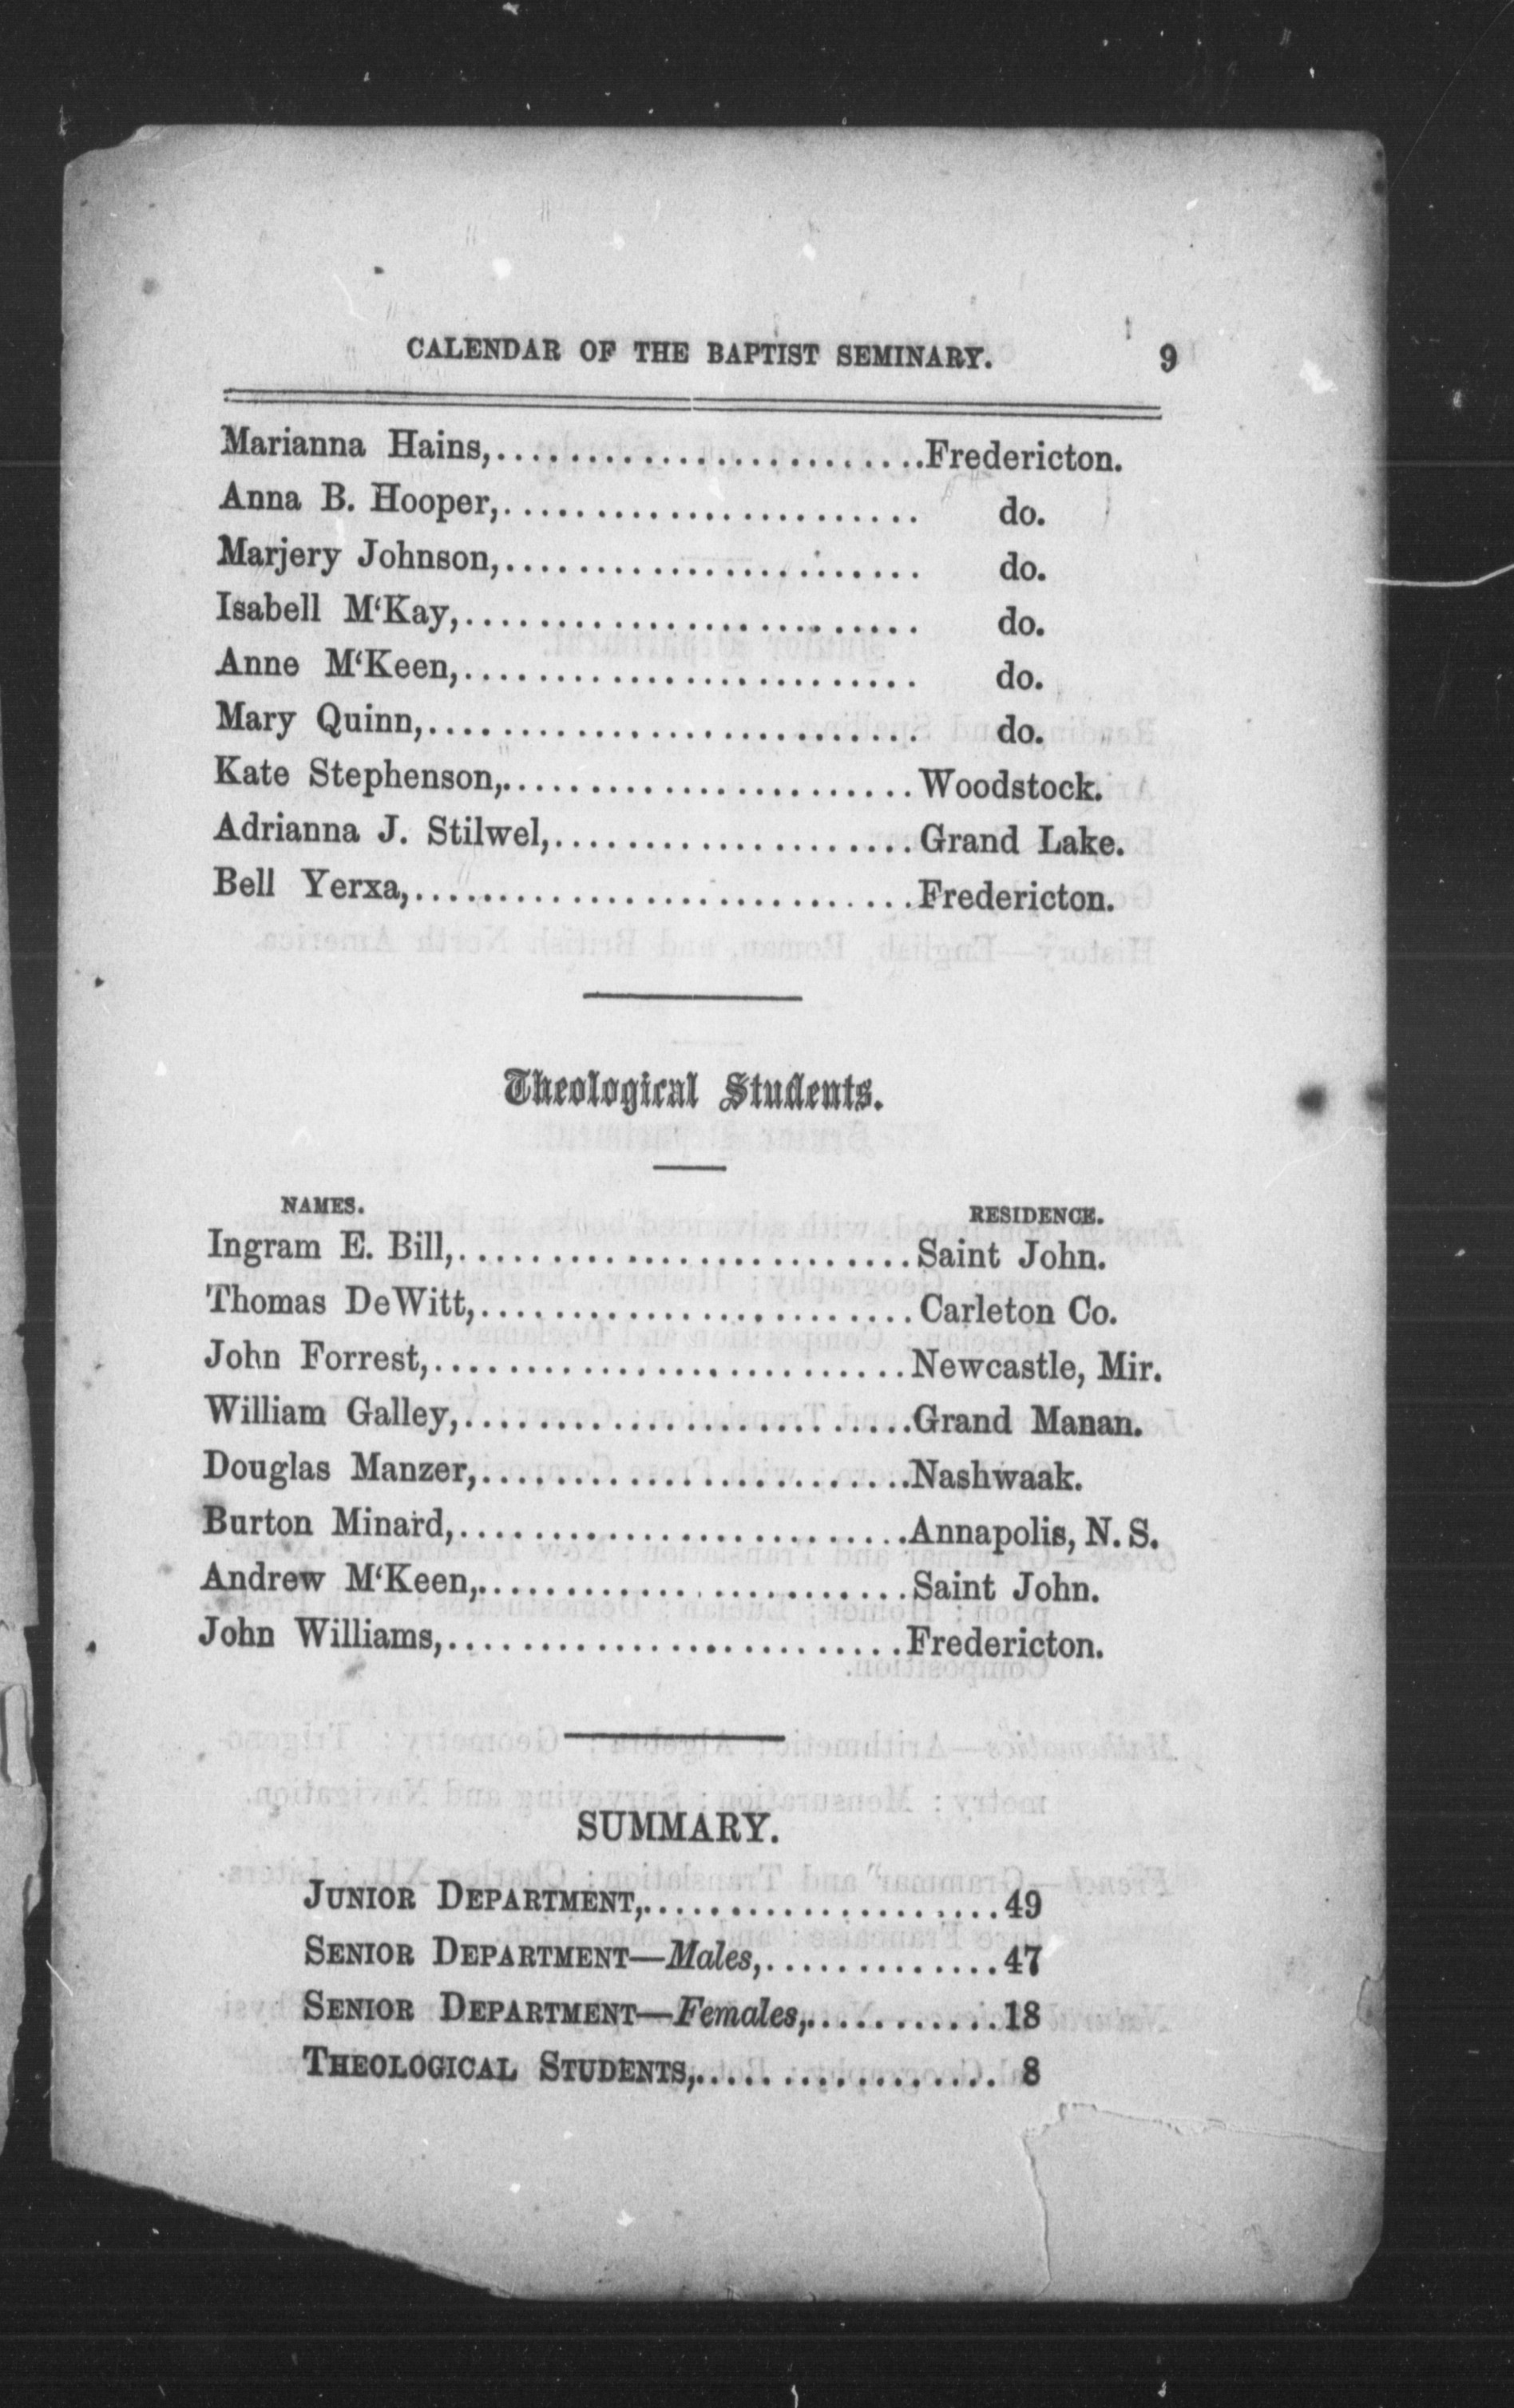 CALENDAR OF THE BAPTIST SEMINARY. 9
Marianna Hains,..........................Fredericton.
Anna B. Hooper,....................... do.
Marjery Johnson,....................... do.
Isabell M‘Kay,......................... do.
Anne M‘Keen,......................... do.
Mary Quinn,........................... do.
Kate Stephenson,.......................Woodstock.
Adrianna J. Stilwel,....................Grand Lake.
Bell Yerxa,............................Fredericton.
Theological Students.
NAMES. RESIDENCE.
Ingram E. Bill,.........................Saint John.
Thomas DeWitt,........................Carleton Co.
John Forrest,..........................Newcastle, Mir.
William Galley,.........................Grand Manan.
Douglas Manzer,........................Nashwaak.
Burton Minard,.........................Annapolis, N. S.
Andrew M‘Keen,........................Saint John.
John Williams,.........................Fredericton.
SUMMARY.
JUNIOR DEPARTMENT,....................49
SENIOR DEPARTMENT—Males,.............47
SENIOR DEPARTMENT—Females,...........18
THEOLOGICAL STUDENTS,................. 8